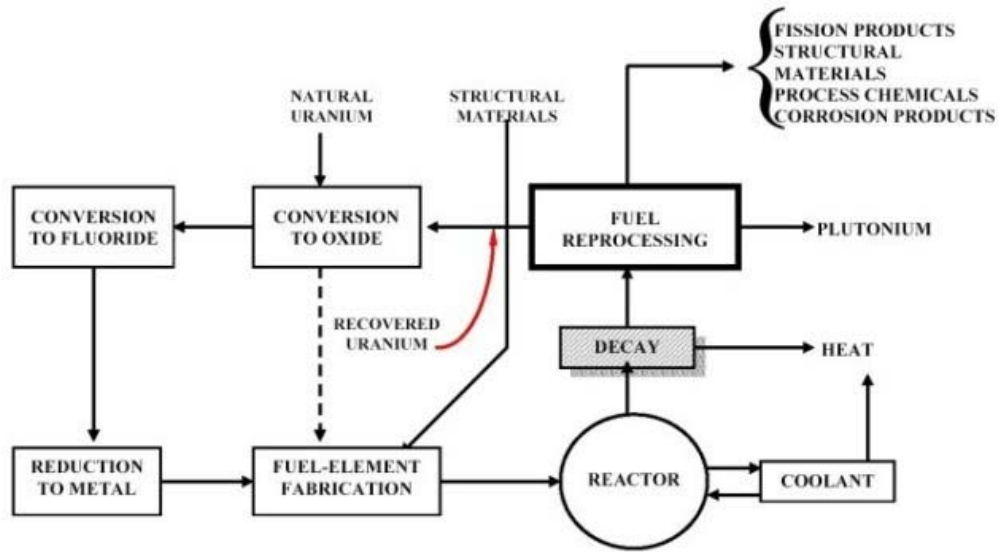 FISSION PRODUCTS
STRUCTURAL
MATERIALS
PROCESS CHEMICALS
CORROSION PRODUCTS
NATURAL
URANIUM
STRUCTURAL
MATERIALS
CONVERSION
TO FLUORIDE
CONVERSION
TO OXIDE
FUEL
REPROCESSING
PLUTONIUM
RECOVERED
URANIUM
DECAY
HEAT
REDUCTION
TO METAL
FUEL-ELEMENT
FABRICATION
REACTOR
COOLANT